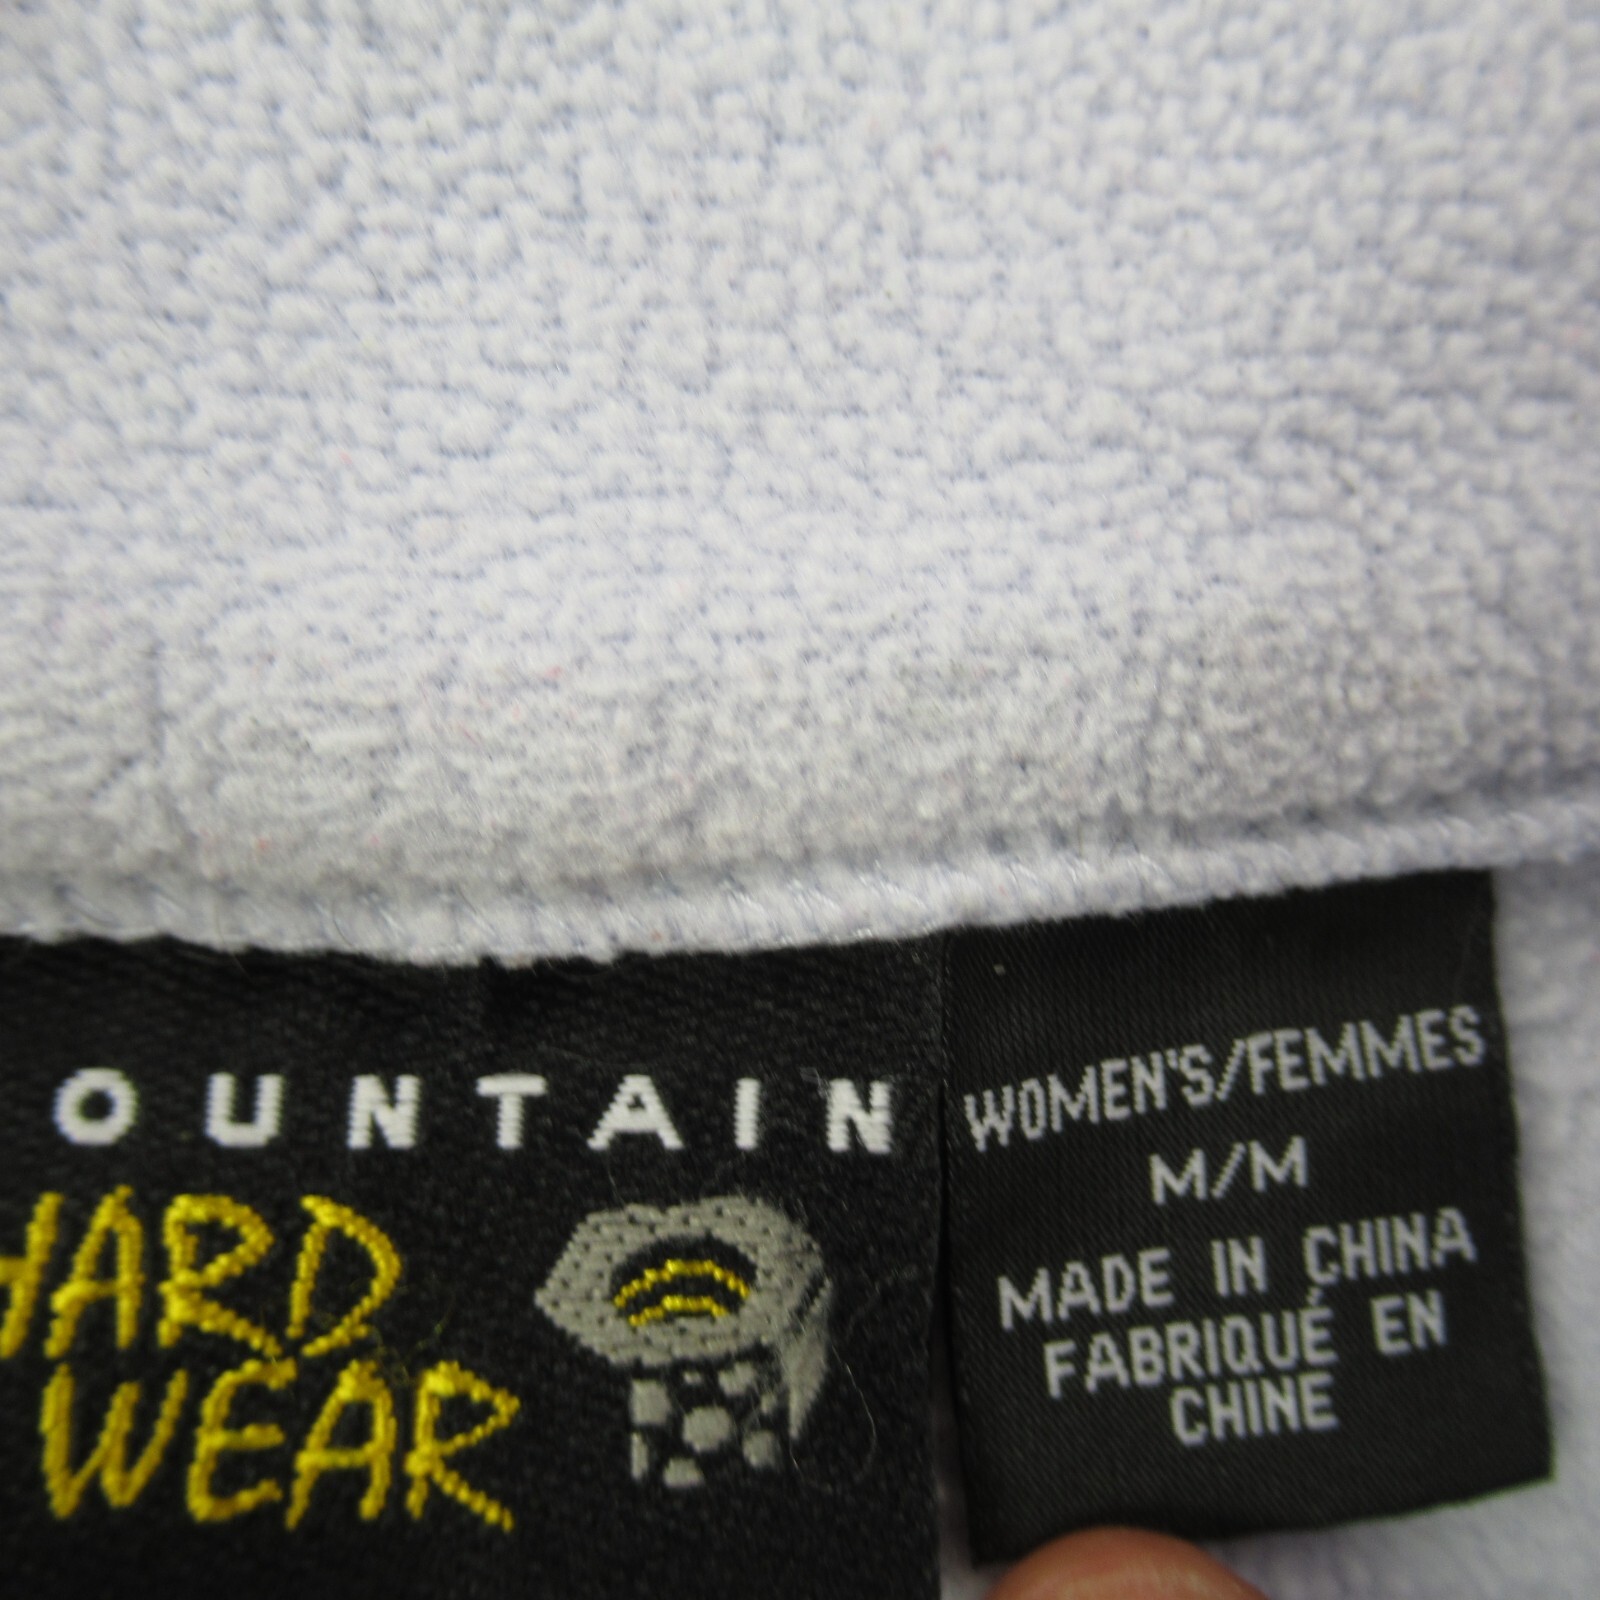 OUNTAIN
HARD
WEAR
WOMEN'S/FEMMES
M/M
MADE IN CHINA
FABRIQUÉ EN
CHINE